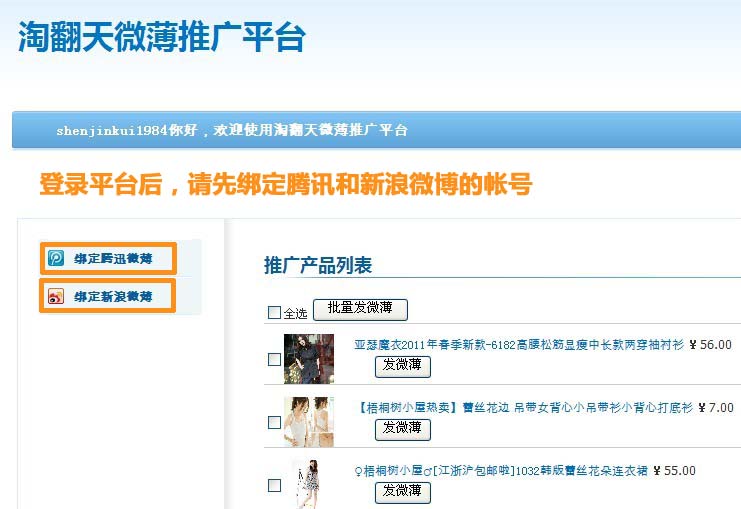 淘翻天微薄推广平台
shenjinkui1984你好，欢迎使用淘翻天微薄推广平台
登录平台后，请先绑定腾讯和新浪微博的帐号
绑定腾迅微薄
绑定新浪微薄
推广产品列表
全选 批量发微薄
亚瑟魔衣2011年春季新款-6182高腰松筋显瘦中长款两穿袖衬衫 ¥ 56.00
发微薄
【梧桐树小屋热卖】蕾丝花边 吊带女背心小吊带衫小背心打底衫 ¥ 7.00
发微薄
♀梧桐树小屋♂[江浙沪包邮啦]1032韩版蕾丝花朵连衣裙 ¥ 55.00
发微薄